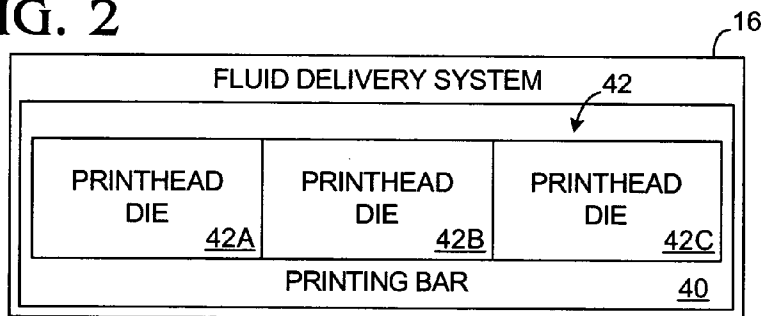 IG. 2
16
FLUID DELIVERY SYSTEM
42
PRINTHEAD DIE 42A
PRINTHEAD DIE 42B
PRINTHEAD DIE 42C
PRINTING BAR 40